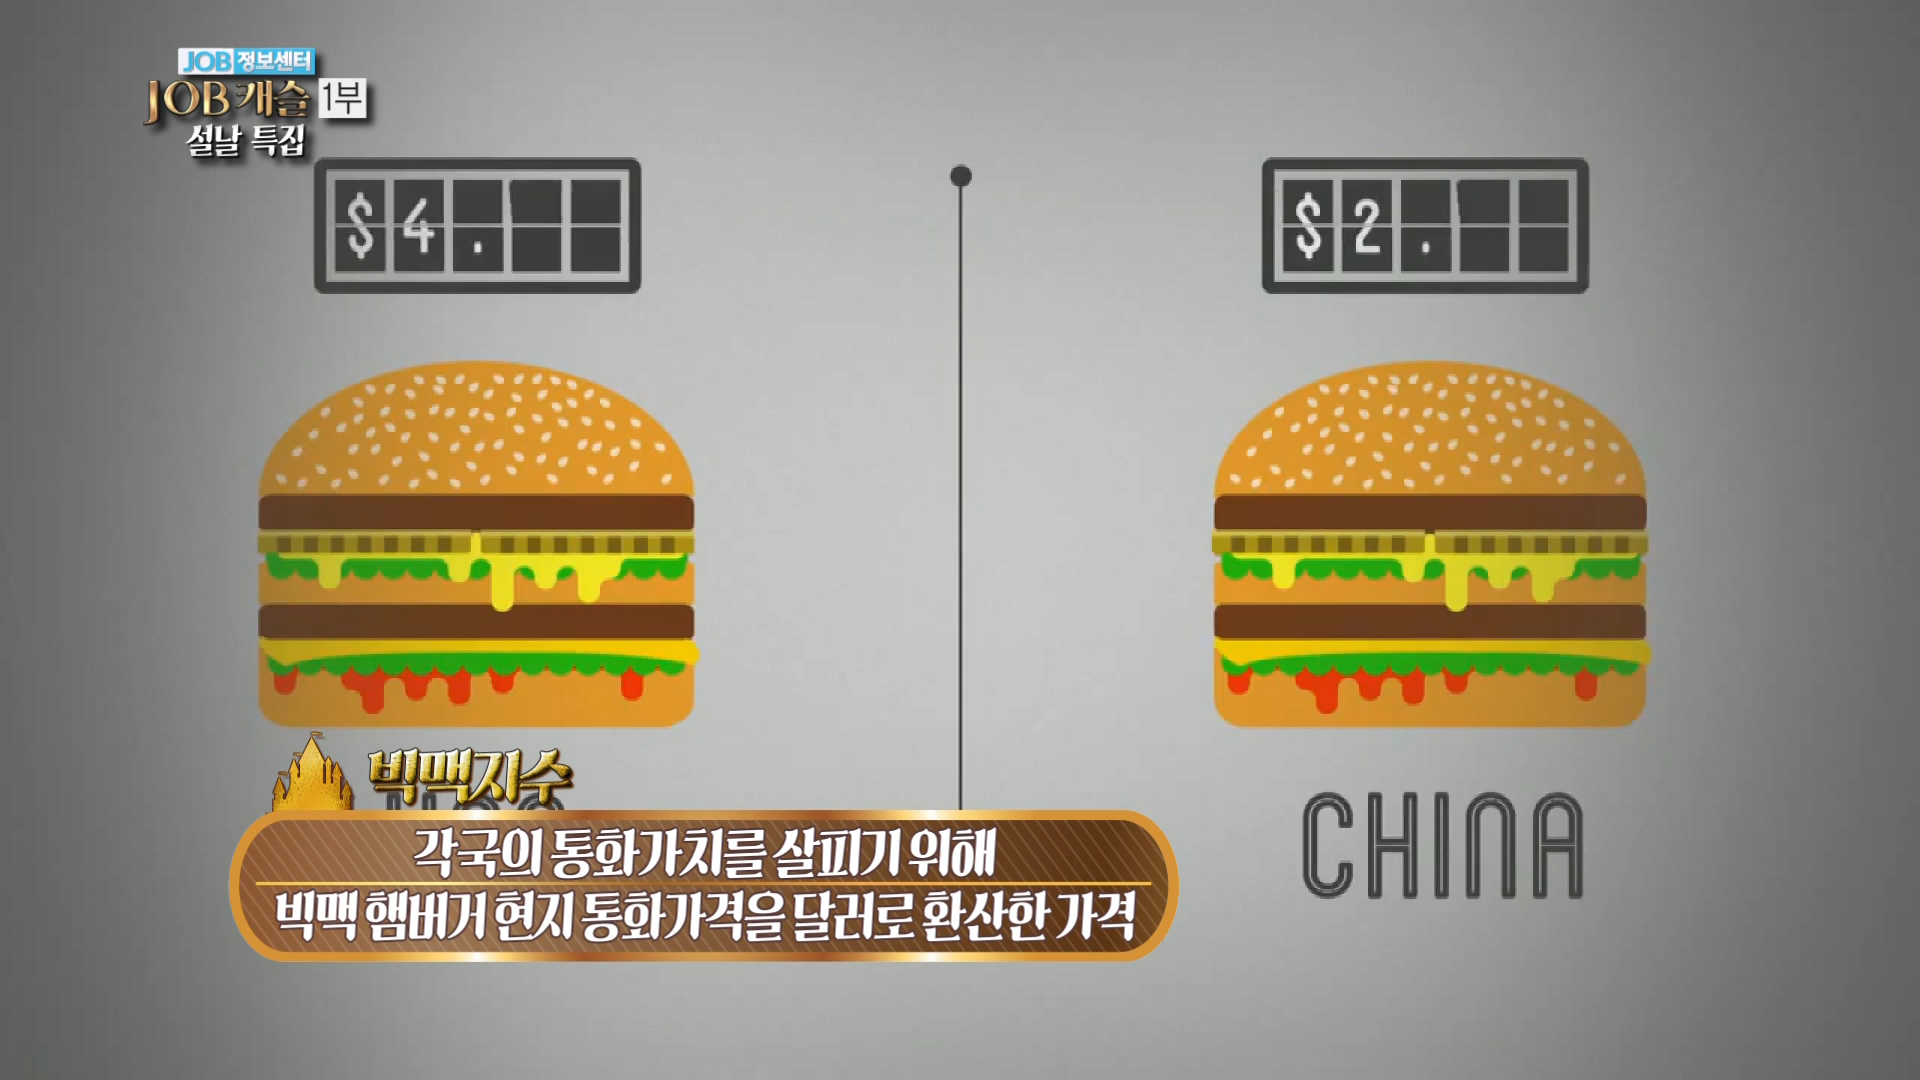 JOB 정보센터
JOB 캐슬 1부
설날 특집
$4.
$2.
빅맥지수
각국의 통화가치를 살피기 위해
빅맥 햄버거 현지 통화가격을 달러로 환산한 가격
CHINA